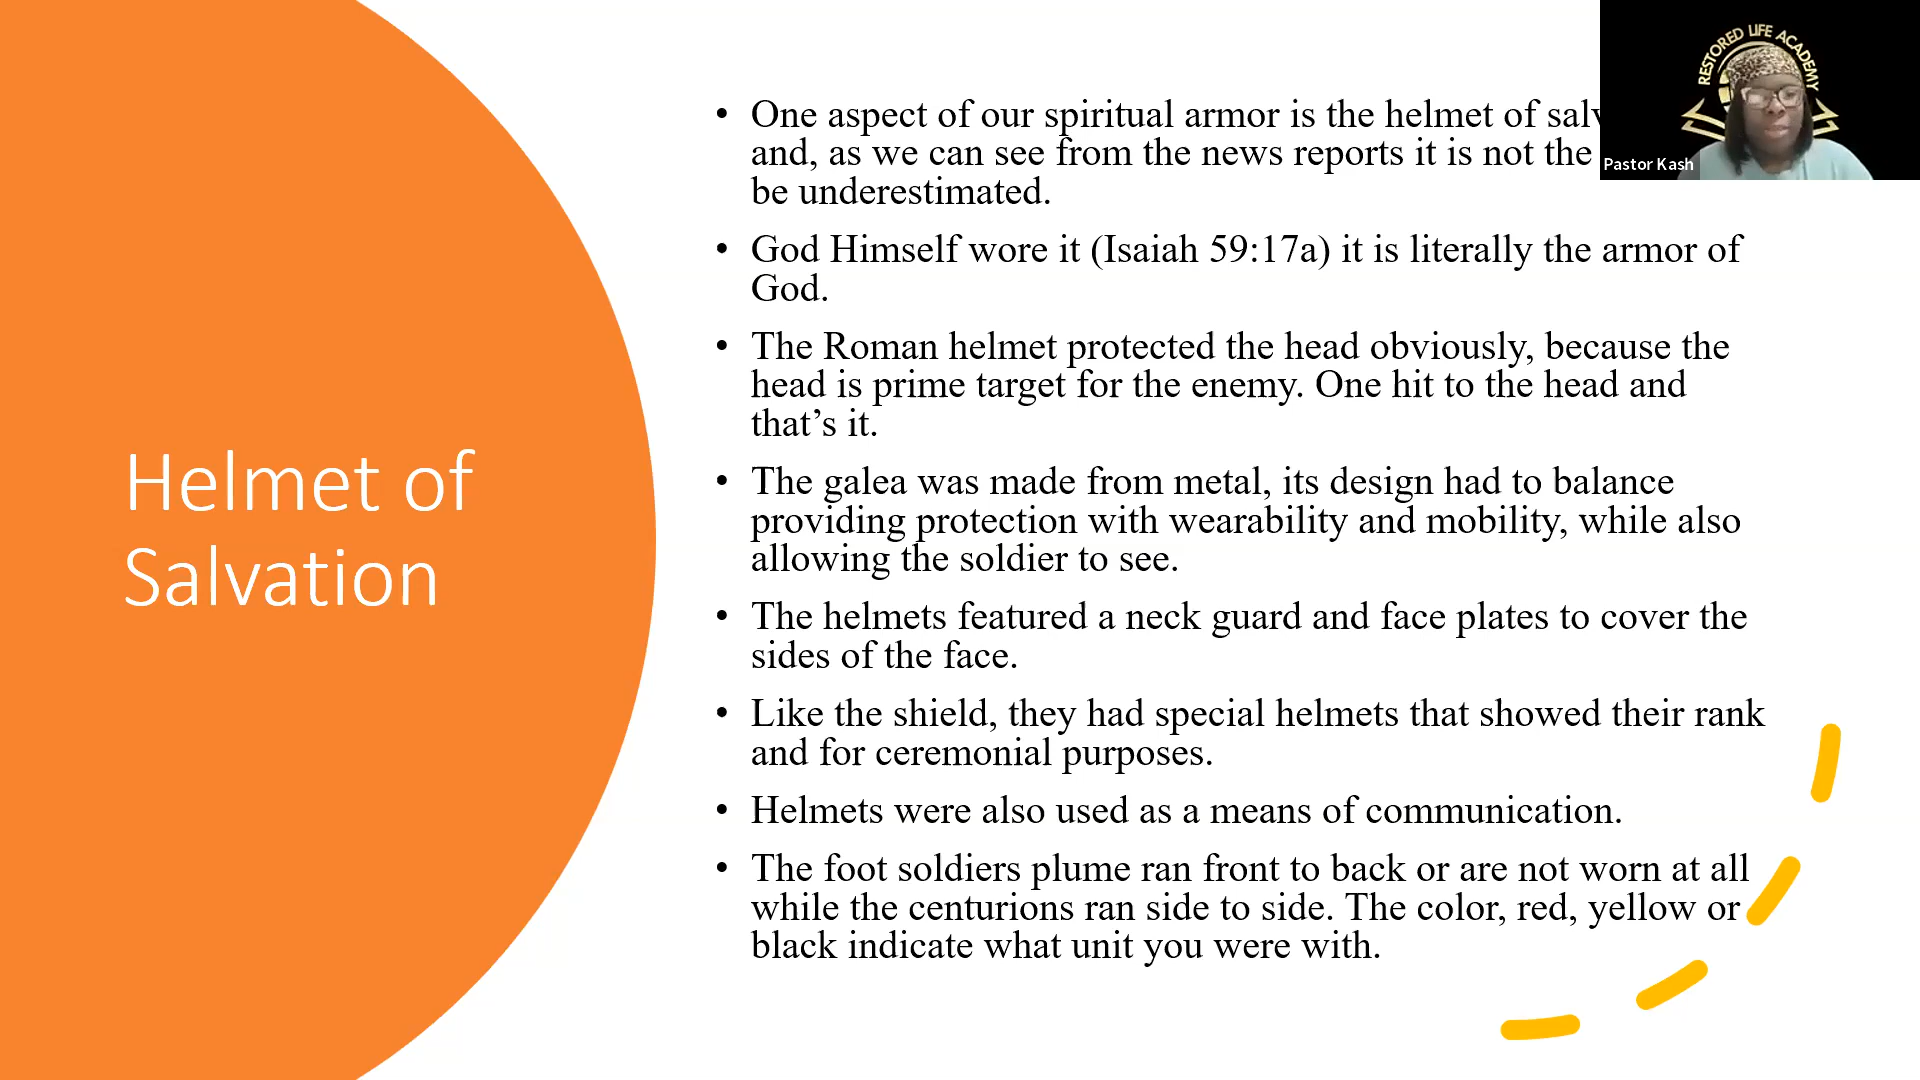 Helmet of
Salvation
• One aspect of our spiritual armor is the helmet of
and, as we can see from the news reports it is not the
be underestimated.
• God Himself wore it (Isaiah 59:17a) it is literally the armor of
God.
• The Roman helmet protected the head obviously, because the
head is prime target for the enemy. One hit to the head and
that’s it.
• The galea was made from metal, its design had to balance
providing protection with wearability and mobility, while also
allowing the soldier to see.
• The helmets featured a neck guard and face plates to cover the
sides of the face.
• Like the shield, they had special helmets that showed their rank
and for ceremonial purposes.
• Helmets were also used as a means of communication.
• The foot soldiers plume ran front to back or are not worn at all
while the centurions ran side to side. The color, red, yellow or
black indicate what unit you were with.
RESTORED LIFE ACADEMY
Pastor Kash